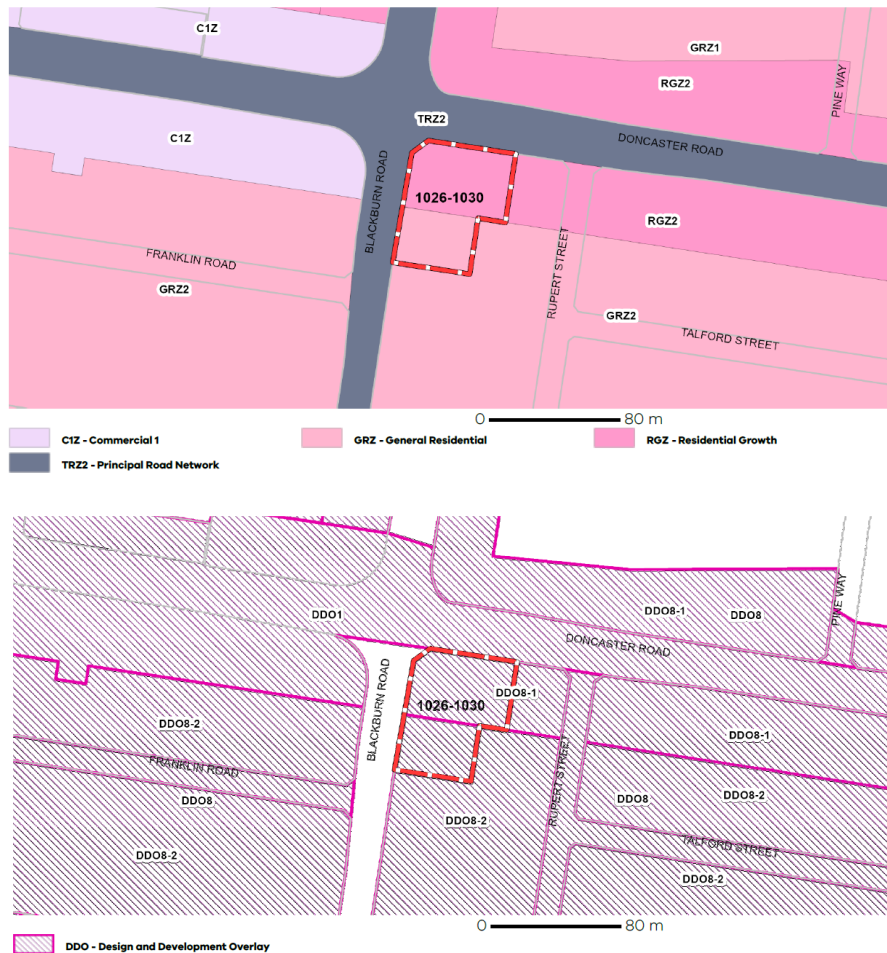 C1Z
GRZ1
RGZ2
PINE WAY
TRZ2
C1Z
DONCASTER ROAD
BLACKBURN ROAD
1026-1030
RGZ2
FRANKLIN ROAD
RUPERT STREET
GRZ2
GRZ2
TALFORD STREET
0 80 m
C1Z - Commercial 1 GRZ - General Residential RGZ - Residential Growth
TRZ2 - Principal Road Network
PINE WAY
DDO1
DDO8-1
DDO8
DONCASTER ROAD
BLACKBURN ROAD
DDO8-1
1026-1030
DDO8-2
DDO8-1
FRANKLIN ROAD
RUPERT STREET
DDO8
DDO8
DDO8-2
DDO8-2
TALFORD STREET
DDO8-2
DDO8-2
0 80 m
DDO - Design and Development Overlay